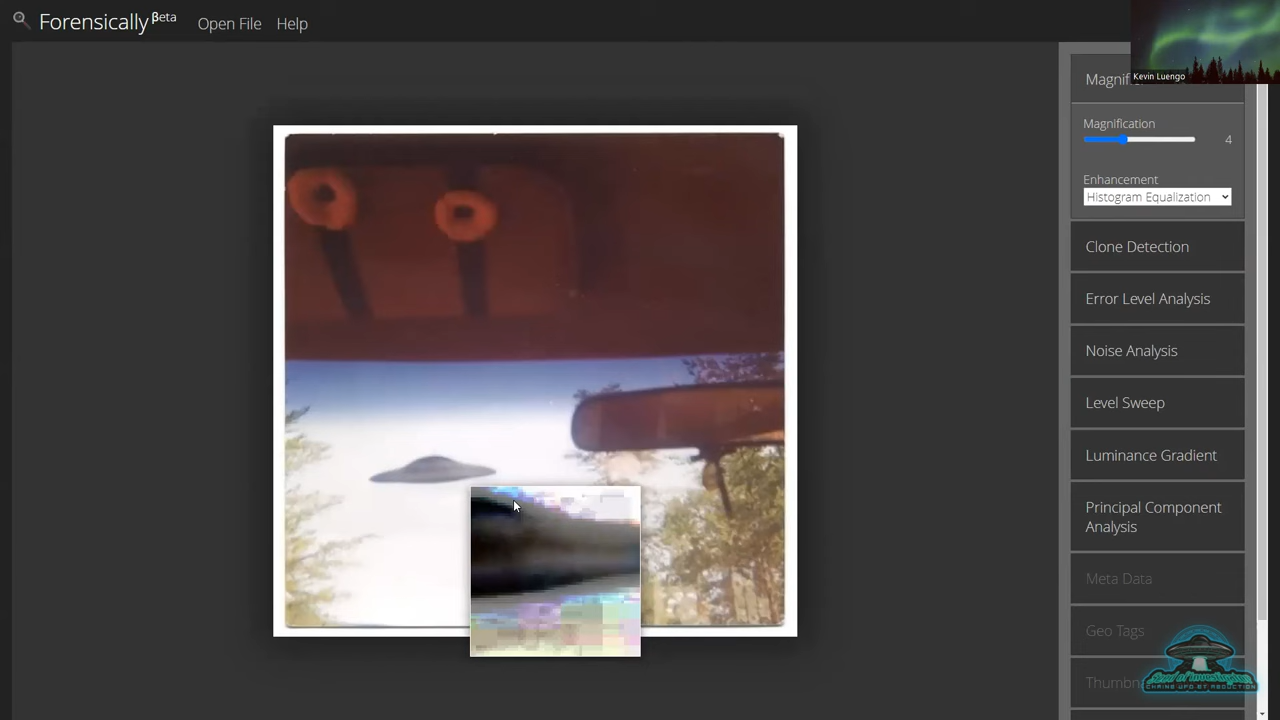 Forensically βeta
Open File
Help
Kevin Luengo
Magnification
4
Enhancement
Histogram Equalization
Clone Detection
Error Level Analysis
Noise Analysis
Level Sweep
Luminance Gradient
Principal Component
Analysis
Meta Data
Geo Tags